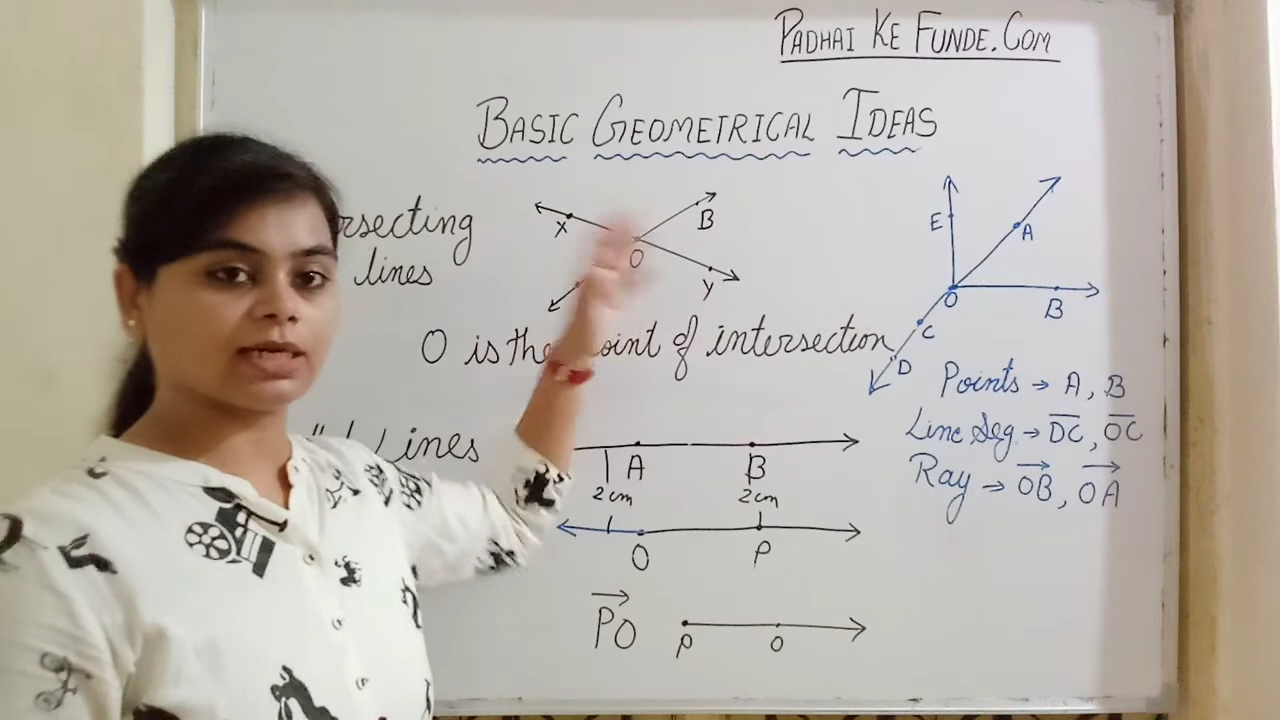 PADHAI KE FUNDE.COM
BASIC GEOMETRICAL IDEAS
rsecting
lines
X
B
O
Y
O is the point of intersection
Lines
A
B
2cm
2cm
O
P
PO
P
O
E
A
O
B
C
D
Points → A, B
Line Seg → DC, OC
Ray → OB, OA